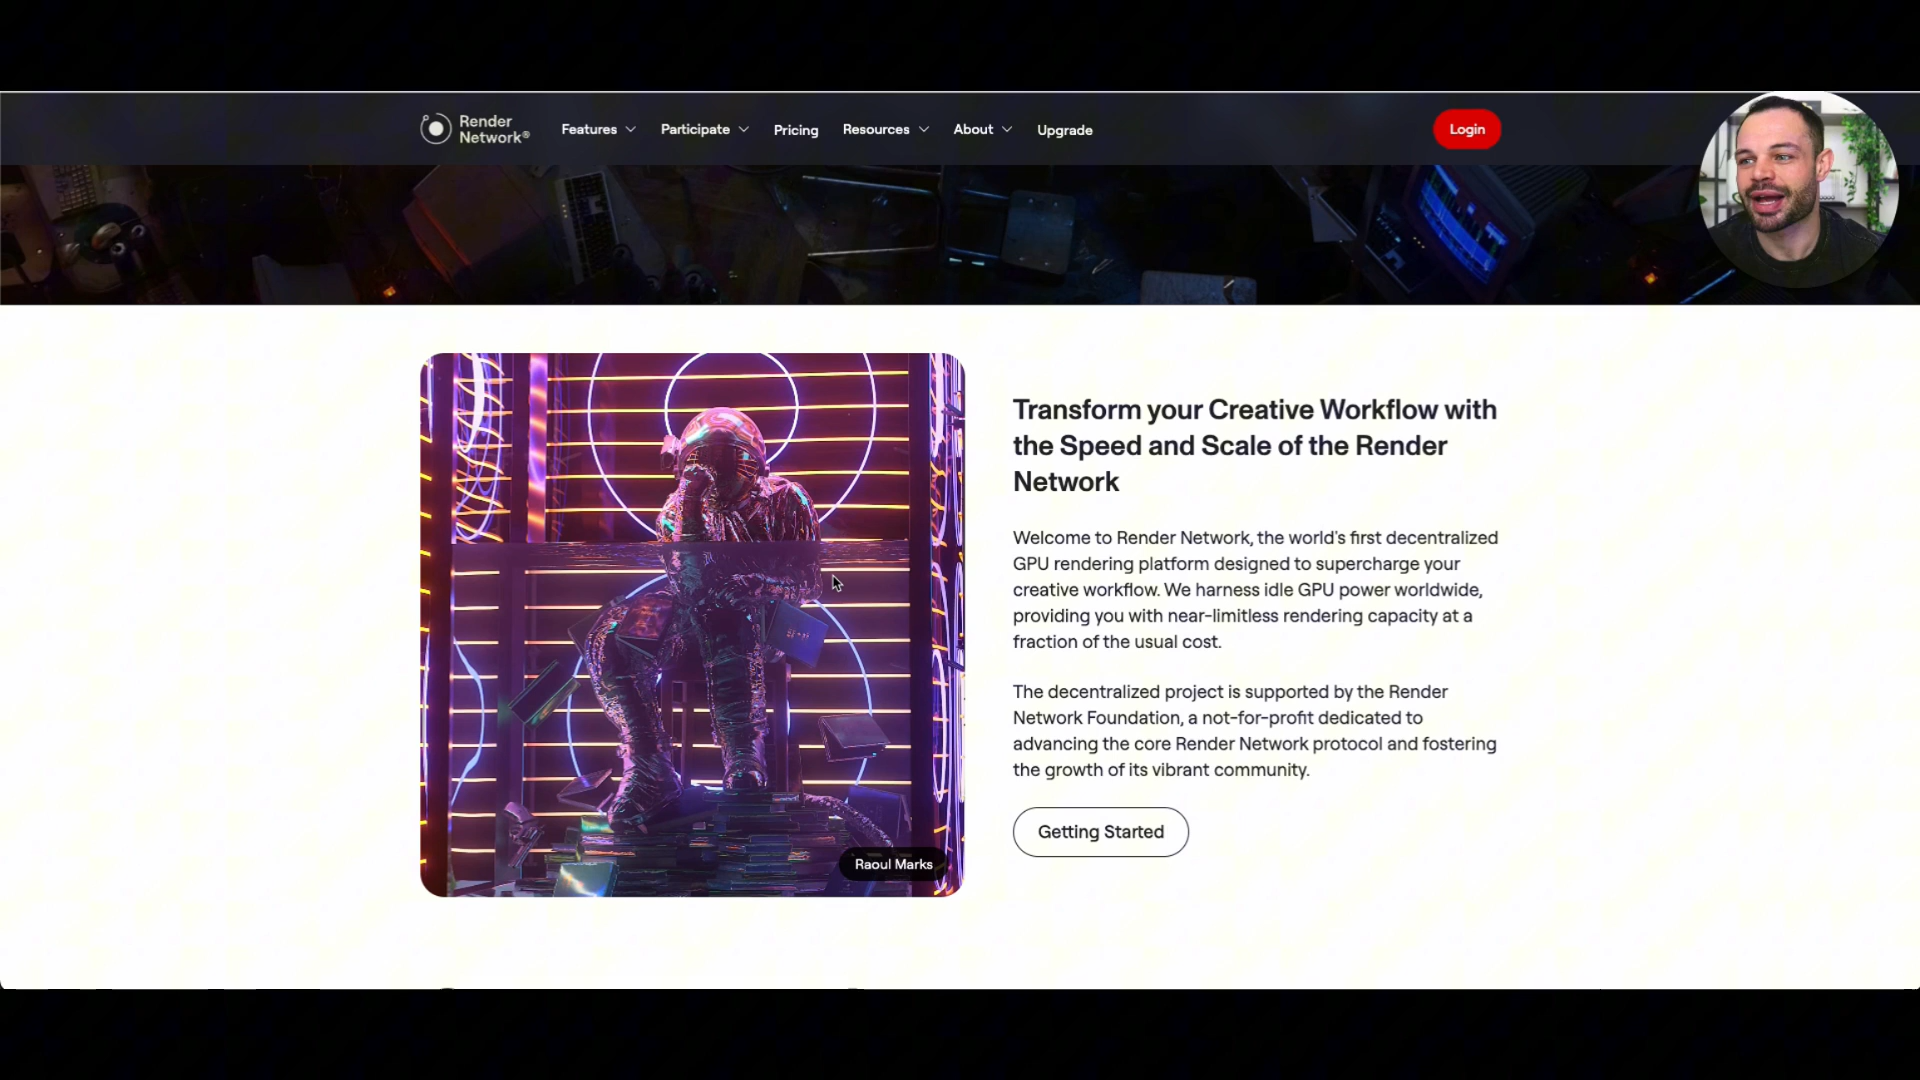 Render
Network®
Features
Participate
Pricing
Resources
About
Upgrade
Login
Transform your Creative Workflow with
the Speed and Scale of the Render
Network
Welcome to Render Network, the world's first decentralized
GPU rendering platform designed to supercharge your
creative workflow. We harness idle GPU power worldwide,
providing you with near-limitless rendering capacity at a
fraction of the usual cost.
The decentralized project is supported by the Render
Network Foundation, a not-for-profit dedicated to
advancing the core Render Network protocol and fostering
the growth of its vibrant community.
Getting Started
Raoul Marks